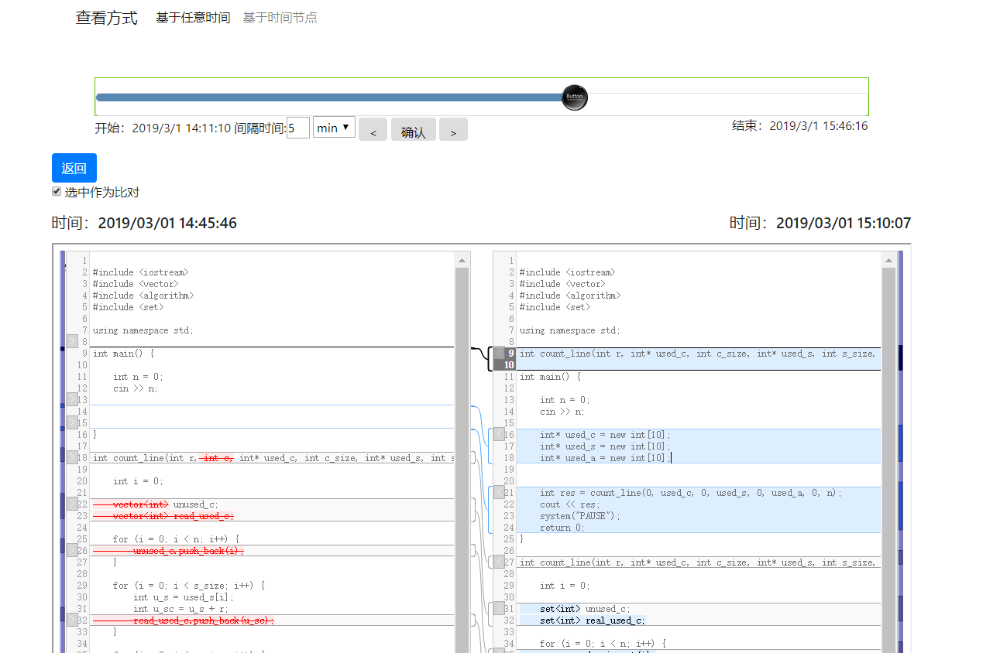 查看方式 基于任意时间 基于时间节点
Button
开始：2019/3/1 14:11:10 间隔时间:5 min < 确认 > 结束：2019/3/1 15:46:16
返回
选中作为比对
时间：2019/03/01 14:45:46
时间：2019/03/01 15:10:07
1
2 #include <iostream>
3 #include <vector>
4 #include <algorithm>
5 #include <set>
6
7 using namespace std;
8
9 int main() {
10
11 int n = 0;
12 cin >> n;
13
14
15
16 }
17
18 int count_line(int r, int c, int* used_c, int c_size, int* used_s, int s
19
20 int i = 0;
21
22 vector<int> unused_c;
23 vector<int> read_used_c;
24
25 for (i = 0; i < n; i++) {
26 unused_c.push_back(i);
27 }
28
29 for (i = 0; i < s_size; i++) {
30 int u_s = used_s[i];
31 int u_sc = u_s + r;
32 read_used_c.push_back(u_sc);
33 }
34
1
2 #include <iostream>
3 #include <vector>
4 #include <algorithm>
5 #include <set>
6
7 using namespace std;
8
9 int count_line(int r, int* used_c, int c_size, int* used_s, int s_size,
10
11 int main() {
12
13 int n = 0;
14 cin >> n;
15
16 int* used_c = new int[10];
17 int* used_s = new int[10];
18 int* used_a = new int[10];
19
20
21 int res = count_line(0, used_c, 0, used_s, 0, used_a, 0, n);
22 cout << res;
23 system("PAUSE");
24 return 0;
25 }
26
27 int count_line(int r, int* used_c, int c_size, int* used_s, int s_size,
28
29 int i = 0;
30
31 set<int> unused_c;
32 set<int> real_used_c;
33
34 for (i = 0; i < n; i++) {